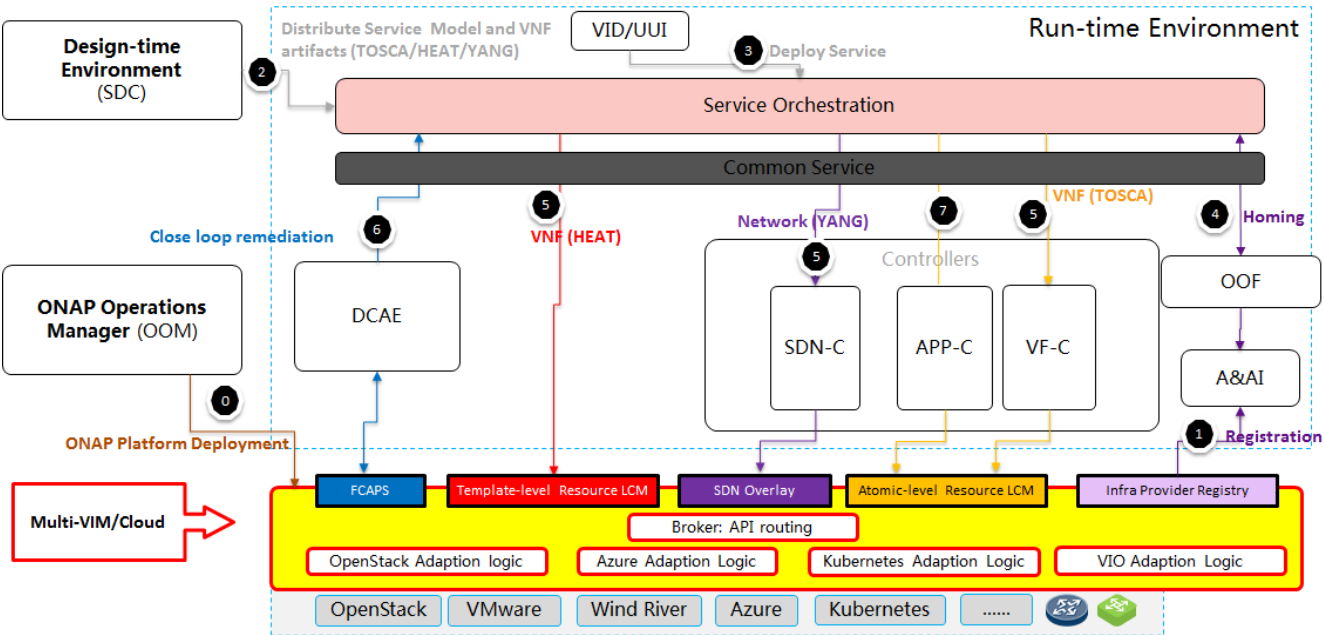 Run-time Environment
Distribute Service Model and VNF
artifacts (TOSCA/HEAT/YANG)
VID/UUI
Design-time
Environment
(SDC)
2
3
Deploy Service
Service Orchestration
Common Service
Close loop remediation
6
5
VNF (HEAT)
Network (YANG)
5
7
5
VNF (TOSCA)
4
Homing
Controllers
ONAP Operations
Manager (OOM)
DCAE
SDN-C
APP-C
VF-C
OOF
A&AI
0
ONAP Platform Deployment
1
Registration
FCAPS
Template-level Resource LCM
SDN Overlay
Atomic-level Resource LCM
Infra Provider Registry
Multi-VIM/Cloud
Broker: API routing
OpenStack Adaption logic
Azure Adaption Logic
Kubernetes Adaption Logic
VIO Adaption Logic
OpenStack
VMware
Wind River
Azure
Kubernetes
......